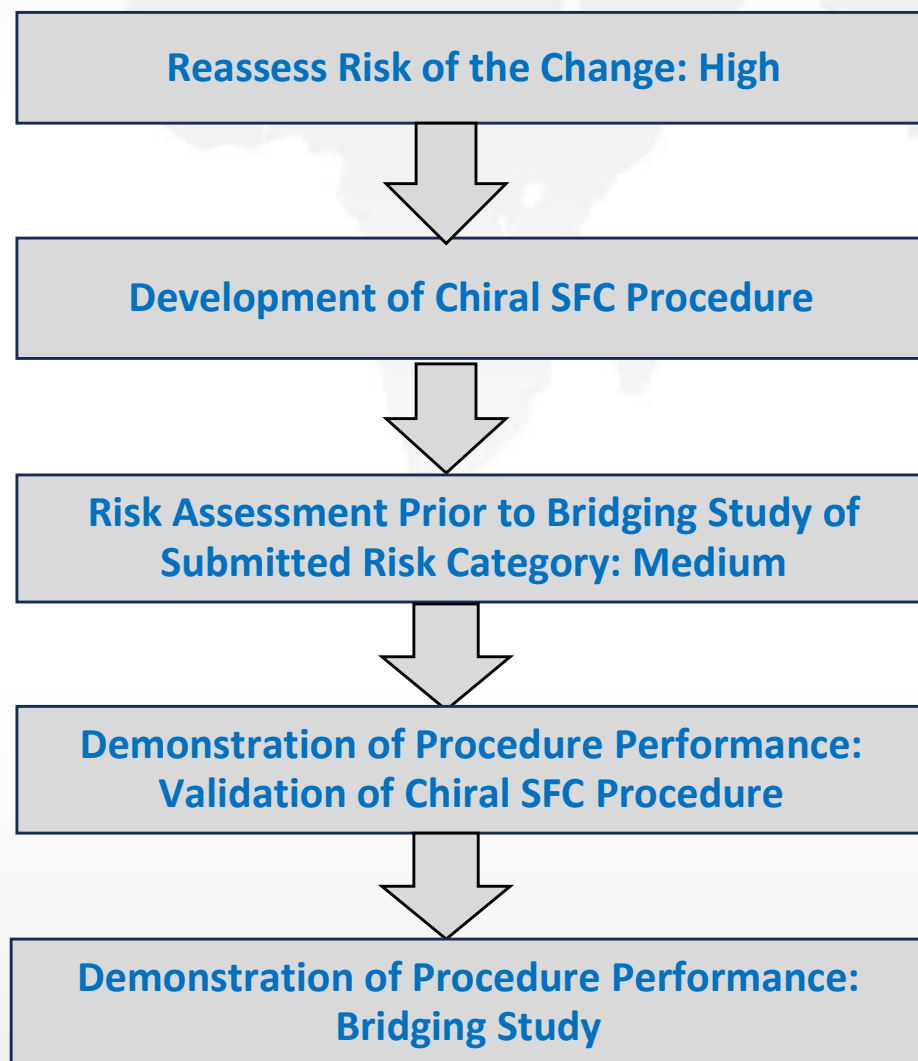 Reassess Risk of the Change: High
Development of Chiral SFC Procedure
Risk Assessment Prior to Bridging Study of
Submitted Risk Category: Medium
Demonstration of Procedure Performance:
Validation of Chiral SFC Procedure
Demonstration of Procedure Performance:
Bridging Study